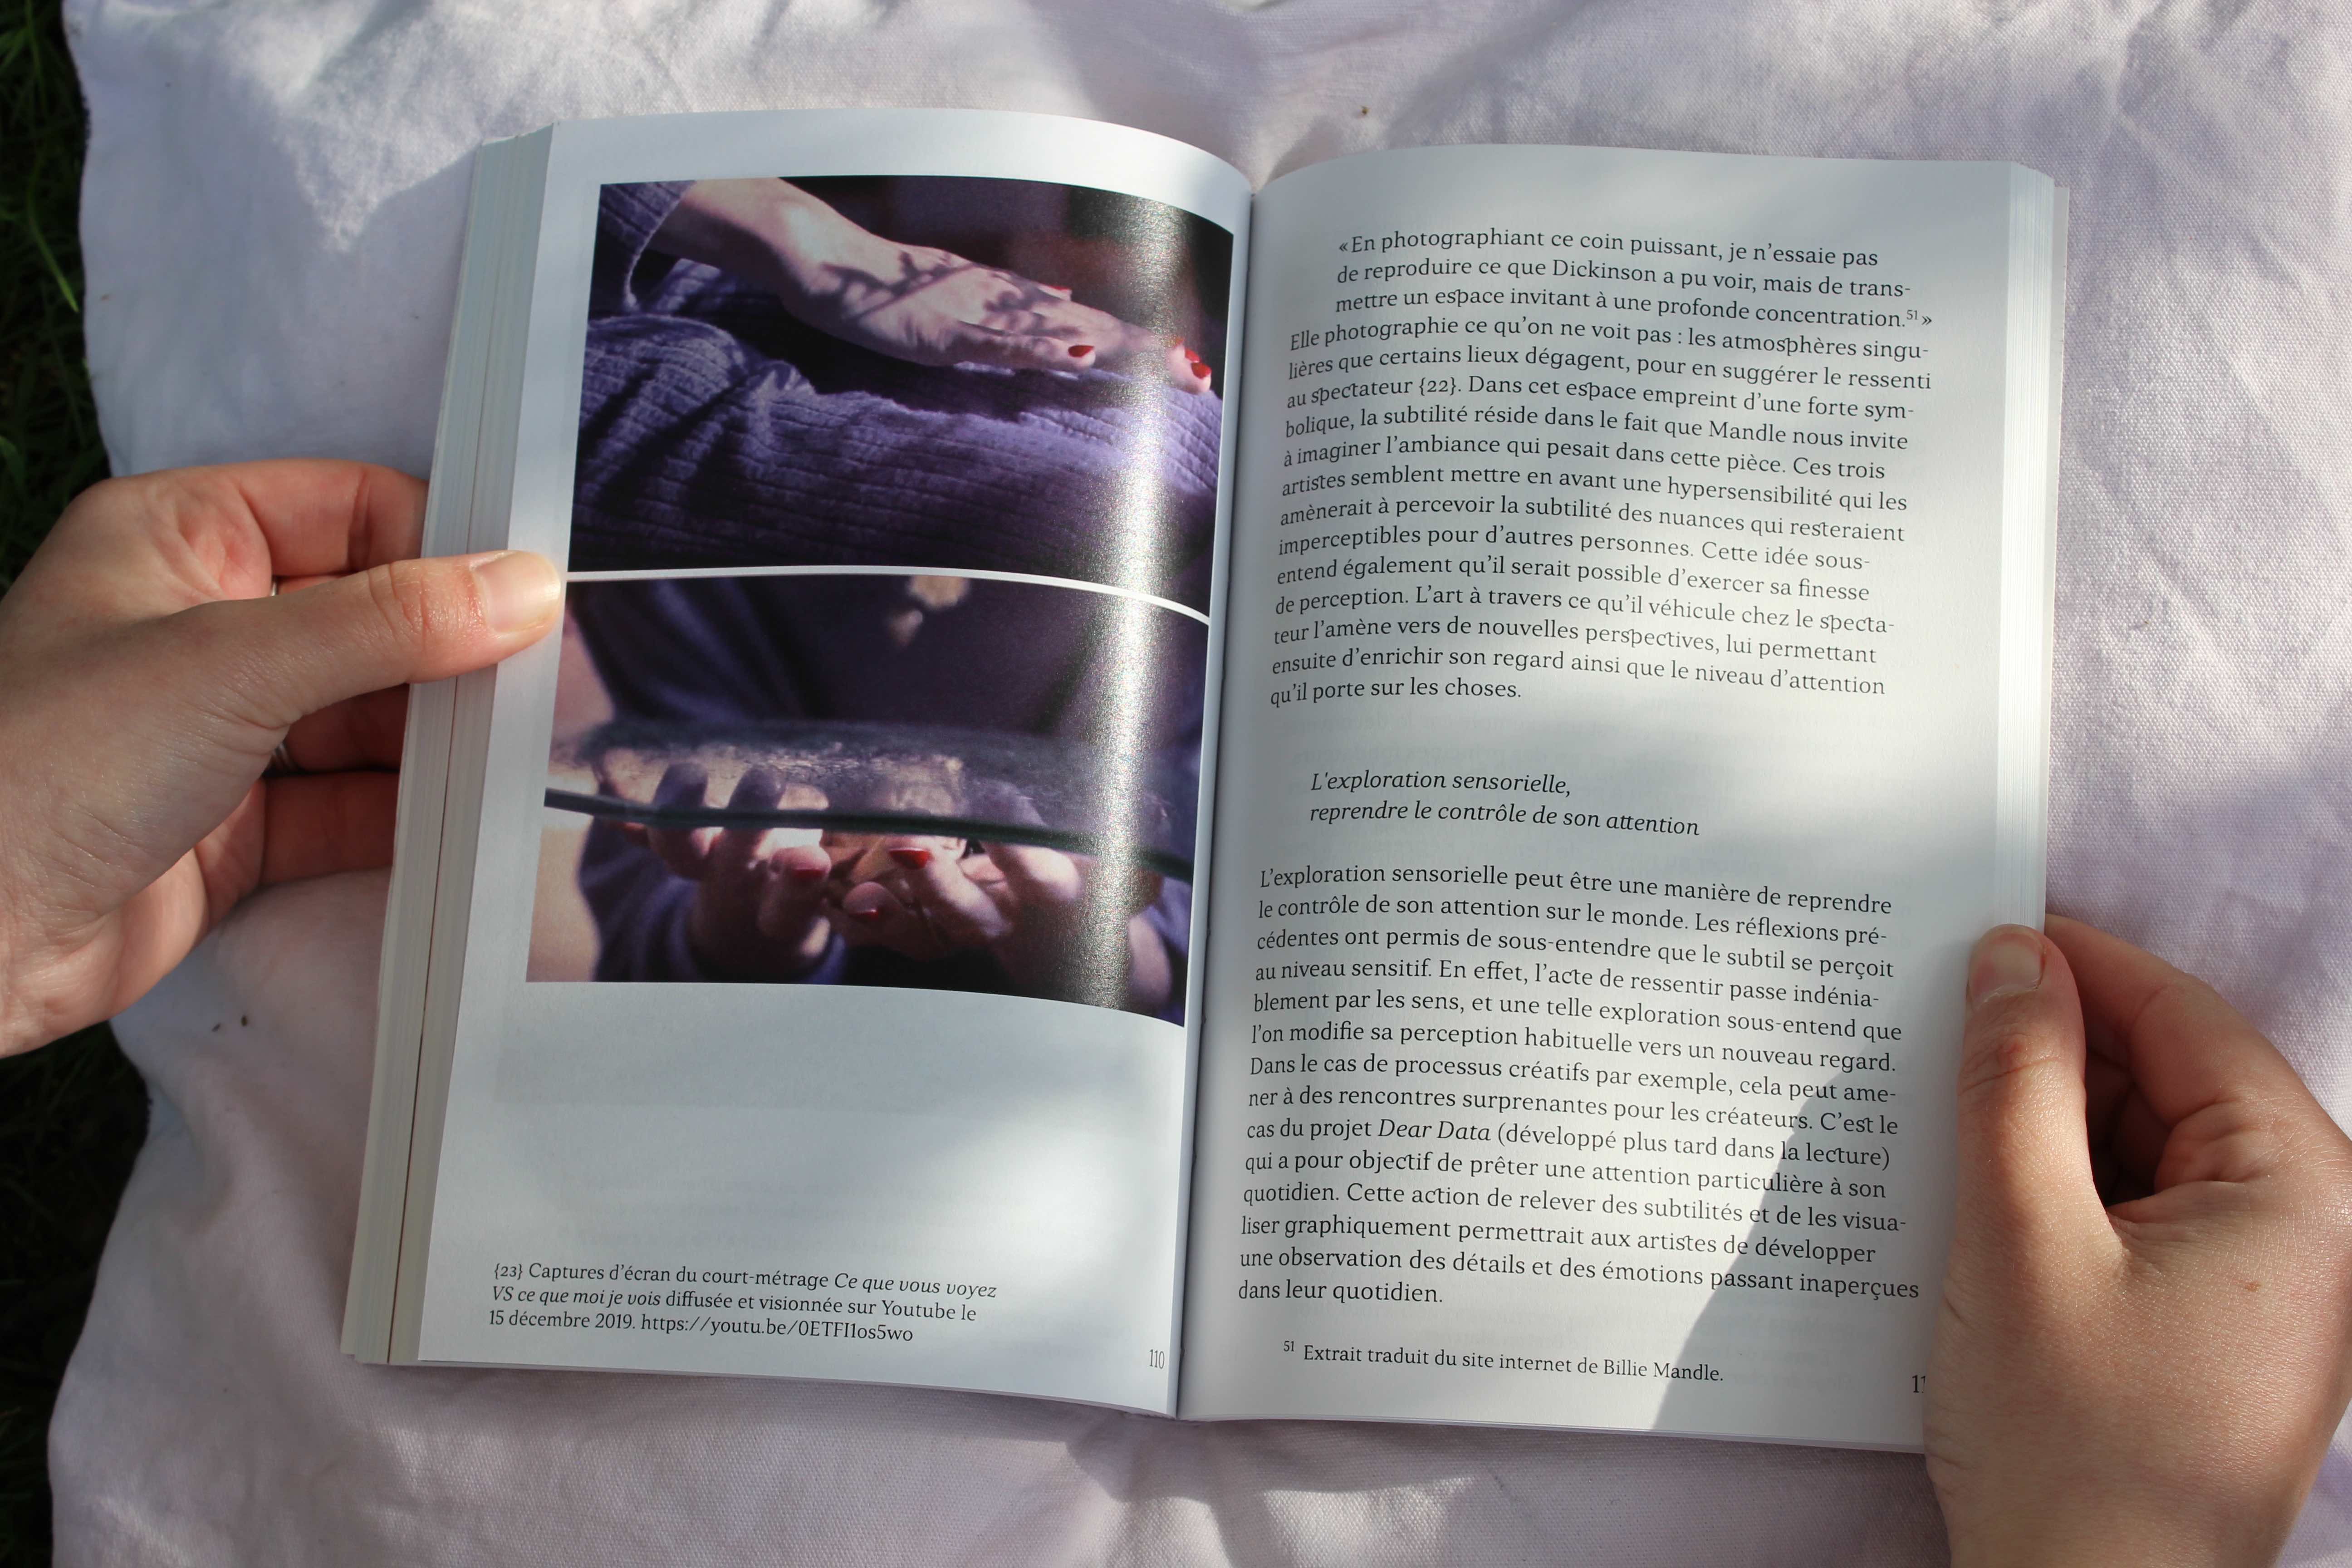 {23} Captures d'écran du court-métrage Ce que vous voyez
VS ce que moi je vois diffusée et visionnée sur Youtube le
15 décembre 2019. https://youtu.be/0ETFI1os5wo
110
«En photographiant ce coin puissant, je n'essaie pas
de reproduire ce que Dickinson a pu voir, mais de trans-
mettre un espace invitant à une profonde concentration.⁵¹»
Elle photographie ce qu'on ne voit pas : les atmosphères singu-
lières que certains lieux dégagent, pour en suggérer le ressenti
au spectateur {22}. Dans cet espace empreint d'une forte sym-
bolique, la subtilité réside dans le fait que Mandle nous invite
à imaginer l'ambiance qui pesait dans cette pièce. Ces trois
artistes semblent mettre en avant une hypersensibilité qui les
amènerait à percevoir la subtilité des nuances qui resteraient
imperceptibles pour d'autres personnes. Cette idée sous-
entend également qu'il serait possible d'exercer sa finesse
de perception. L'art à travers ce qu'il véhicule chez le specta-
teur l'amène vers de nouvelles perspectives, lui permettant
ensuite d'enrichir son regard ainsi que le niveau d'attention
qu'il porte sur les choses.
L'exploration sensorielle,
reprendre le contrôle de son attention
L'exploration sensorielle peut être une manière de reprendre
le contrôle de son attention sur le monde. Les réflexions pré-
cédentes ont permis de sous-entendre que le subtil se perçoit
au niveau sensitif. En effet, l'acte de ressentir passe indénia-
blement par les sens, et une telle exploration sous-entend que
l'on modifie sa perception habituelle vers un nouveau regard.
Dans le cas de processus créatifs par exemple, cela peut ame-
ner à des rencontres surprenantes pour les créateurs. C'est le
cas du projet Dear Data (développé plus tard dans la lecture)
qui a pour objectif de prêter une attention particulière à son
quotidien. Cette action de relever des subtilités et de les visua-
liser graphiquement permettrait aux artistes de développer
une observation des détails et des émotions passant inaperçues
dans leur quotidien.
⁵¹ Extrait traduit du site internet de Billie Mandle.